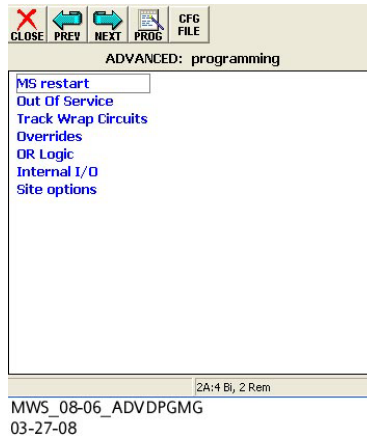 CLOSE PREV NEXT PROG CFG FILE
ADVANCED: programming
MS restart
Out Of Service
Track Wrap Circuits
Overrides
OR Logic
Internal I/O
Site options
2A:4 Bi, 2 Rem
MWS_08-06_ADVDPGMG
03-27-08